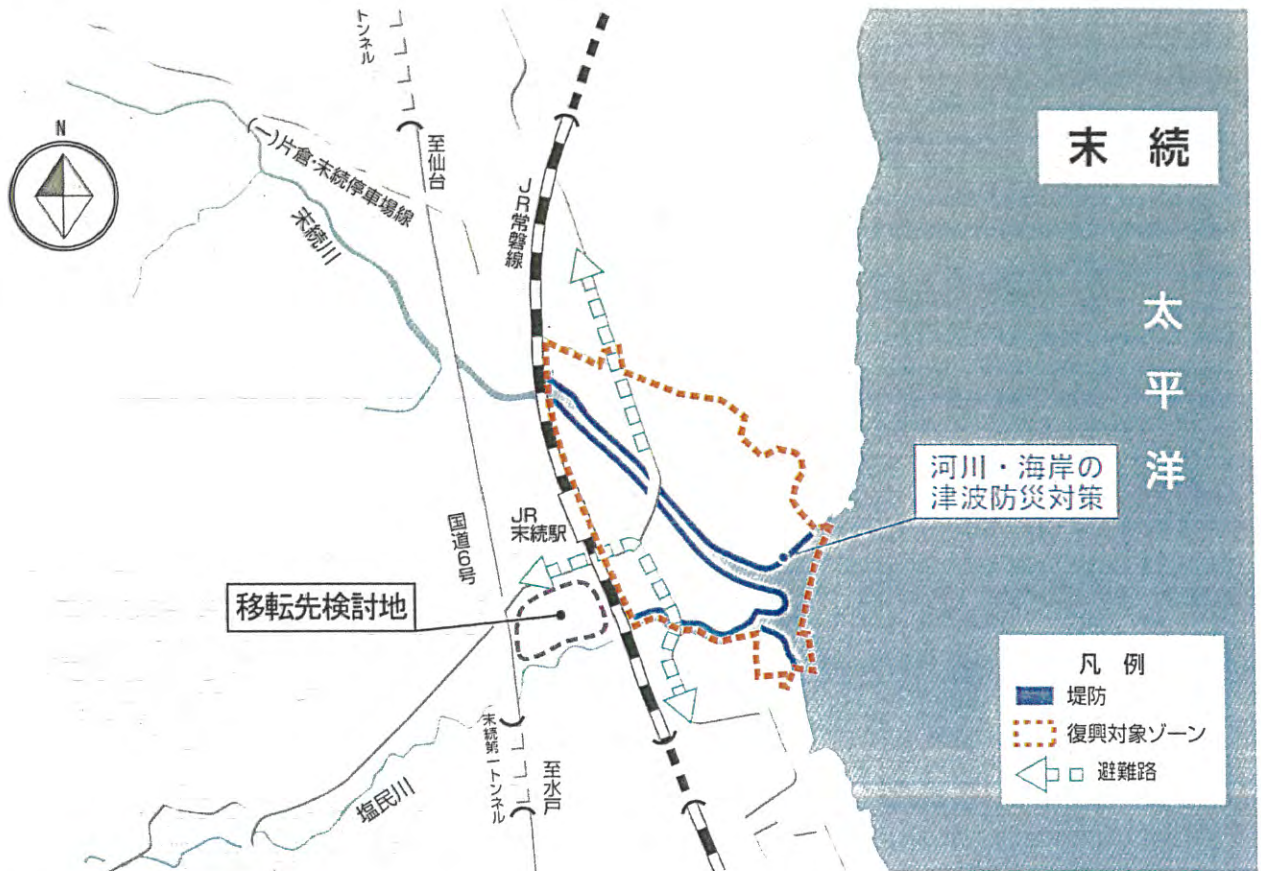 トンネル
N
(一)片倉・末続停車場線
末続川
至仙台
JR常磐線
末続
太平洋
河川・海岸の
津波防災対策
国道6号
JR
末続駅
移転先検討地
末続第一トンネル
至水戸
塩民川
凡例
堤防
復興対象ゾーン
避難路